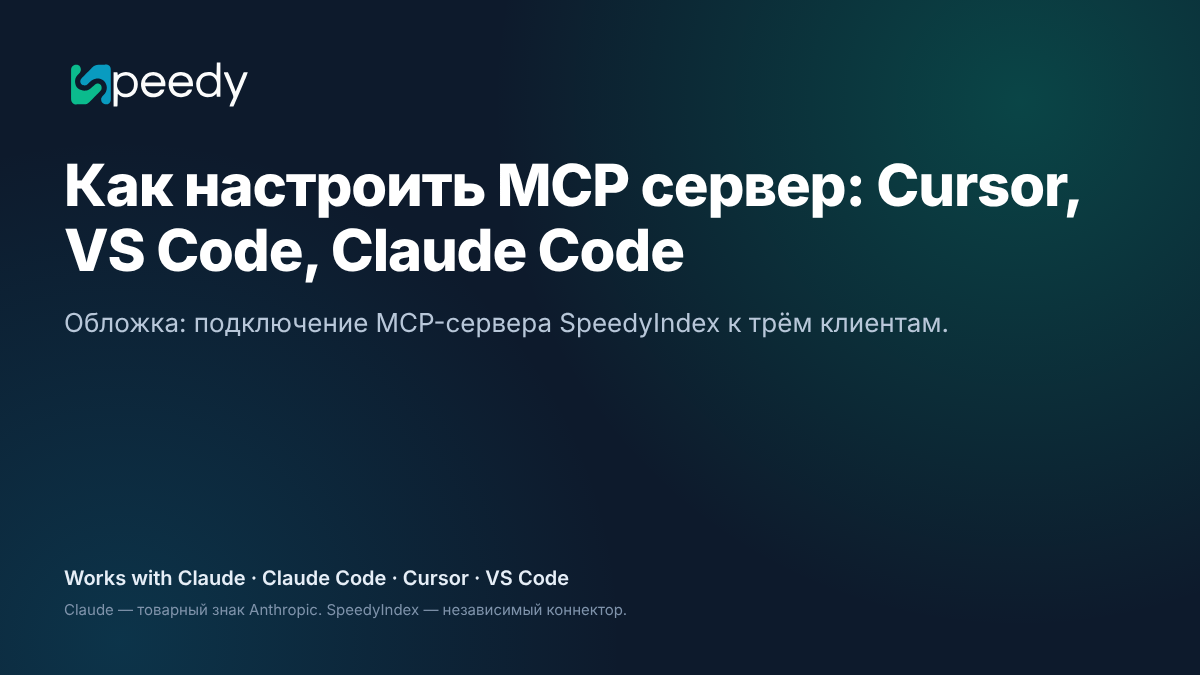 Speedy
Как настроить MCP сервер: Cursor,
VS Code, Claude Code
Обложка: подключение MCP-сервера SpeedyIndex к трём клиентам.
Works with Claude · Claude Code · Cursor · VS Code
Claude — товарный знак Anthropic. SpeedyIndex — независимый коннектор.